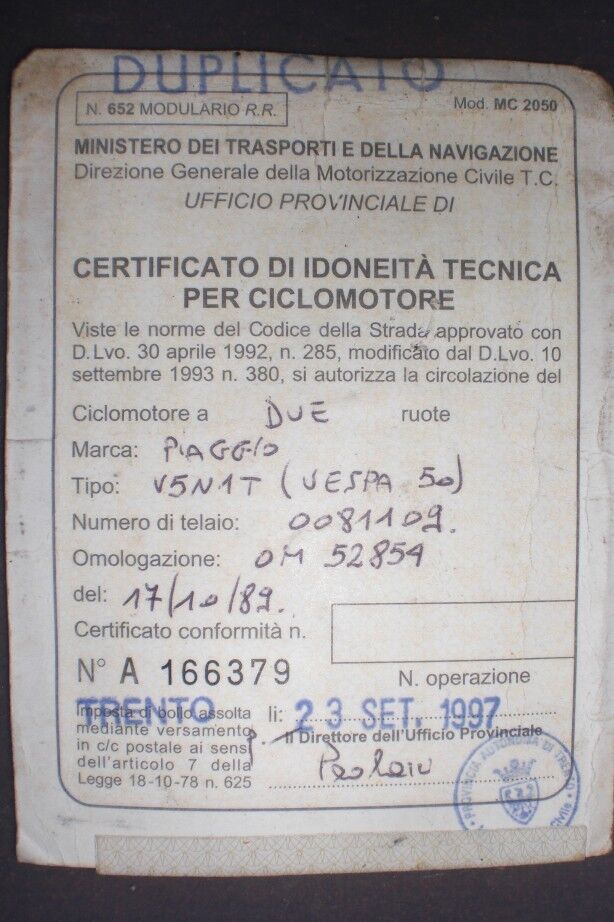 DUPLICATO
N. 652 MODULARIO R.R.
Mod. MC 2050
MINISTERO DEI TRASPORTI E DELLA NAVIGAZIONE
Direzione Generale della Motorizzazione Civile T.C.
UFFICIO PROVINCIALE DI
CERTIFICATO DI IDONEITÀ TECNICA
PER CICLOMOTORE
Viste le norme del Codice della Strada approvato con
D.Lvo. 30 aprile 1992, n. 285, modificato dal D.Lvo. 10
settembre 1993 n. 380, si autorizza la circolazione del
Ciclomotore a DUE ruote
Marca: PIAGGIO
Tipo: V5N1T (VESPA 50)
Numero di telaio: 0081109.
Omologazione: OM 52854
del: 17/10/89.
Certificato conformità n.
N° A 166379
N. operazione
TRENTO li: 23 SET. 1997
Imposta di bollo assolta
mediante versamento
in c/c postale ai sensi
dell'articolo 7 della
Legge 18-10-78 n. 625
Il Direttore dell'Ufficio Provinciale
PROVINCIA AUTONOMA DI